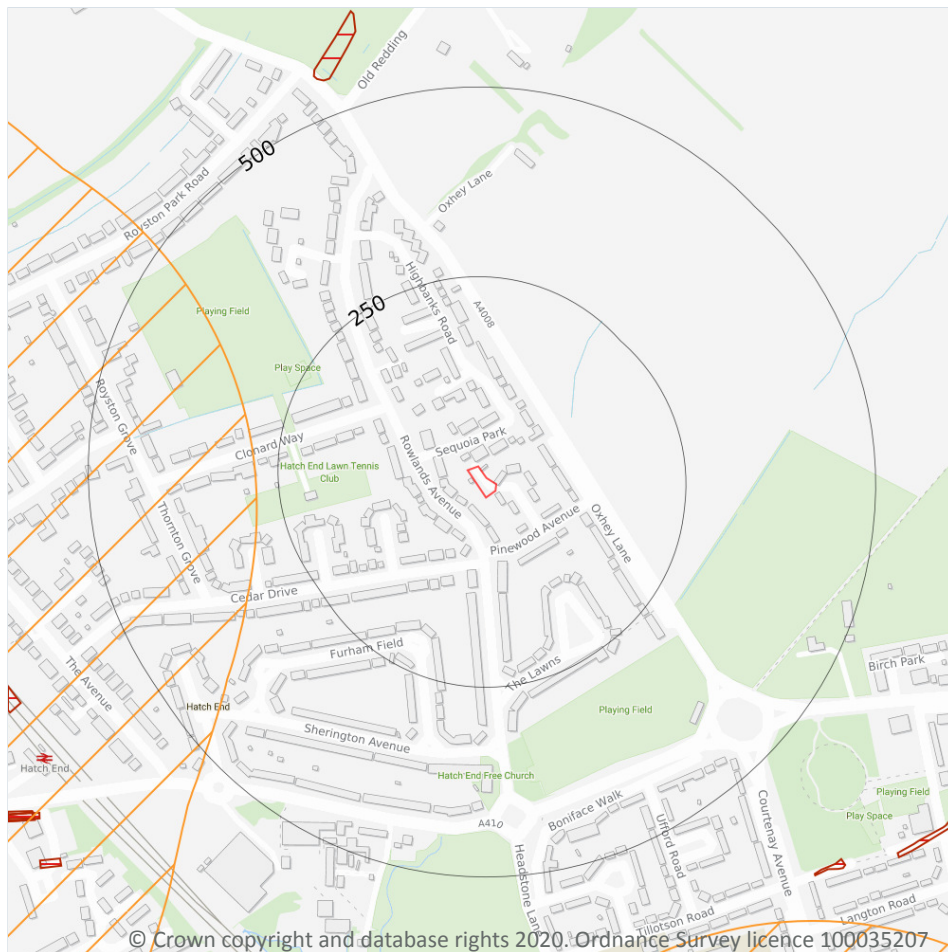 Old Redding
500
Royston Park Road
Oxhey Lane
Highbanks Road
250
A4008
Playing Field
Play Space
Royston Grove
Clonard Way
Sequoia Park
Rowlands Avenue
Hatch End Lawn Tennis
Club
Thornton Grove
Pinewood Avenue
Oxhey Lane
Cedar Drive
Furham Field
The Lawns
Birch Park
The Avenue
Hatch End
Playing Field
Sherington Avenue
Hatch End
Hatch End Free Church
Playing Field
Play Space
Boniface Walk
A410
Ufford Road
Courtenay Avenue
Headstone Lane
Tillotson Road
Langton Road
© Crown copyright and database rights 2020. Ordnance Survey licence 100035207